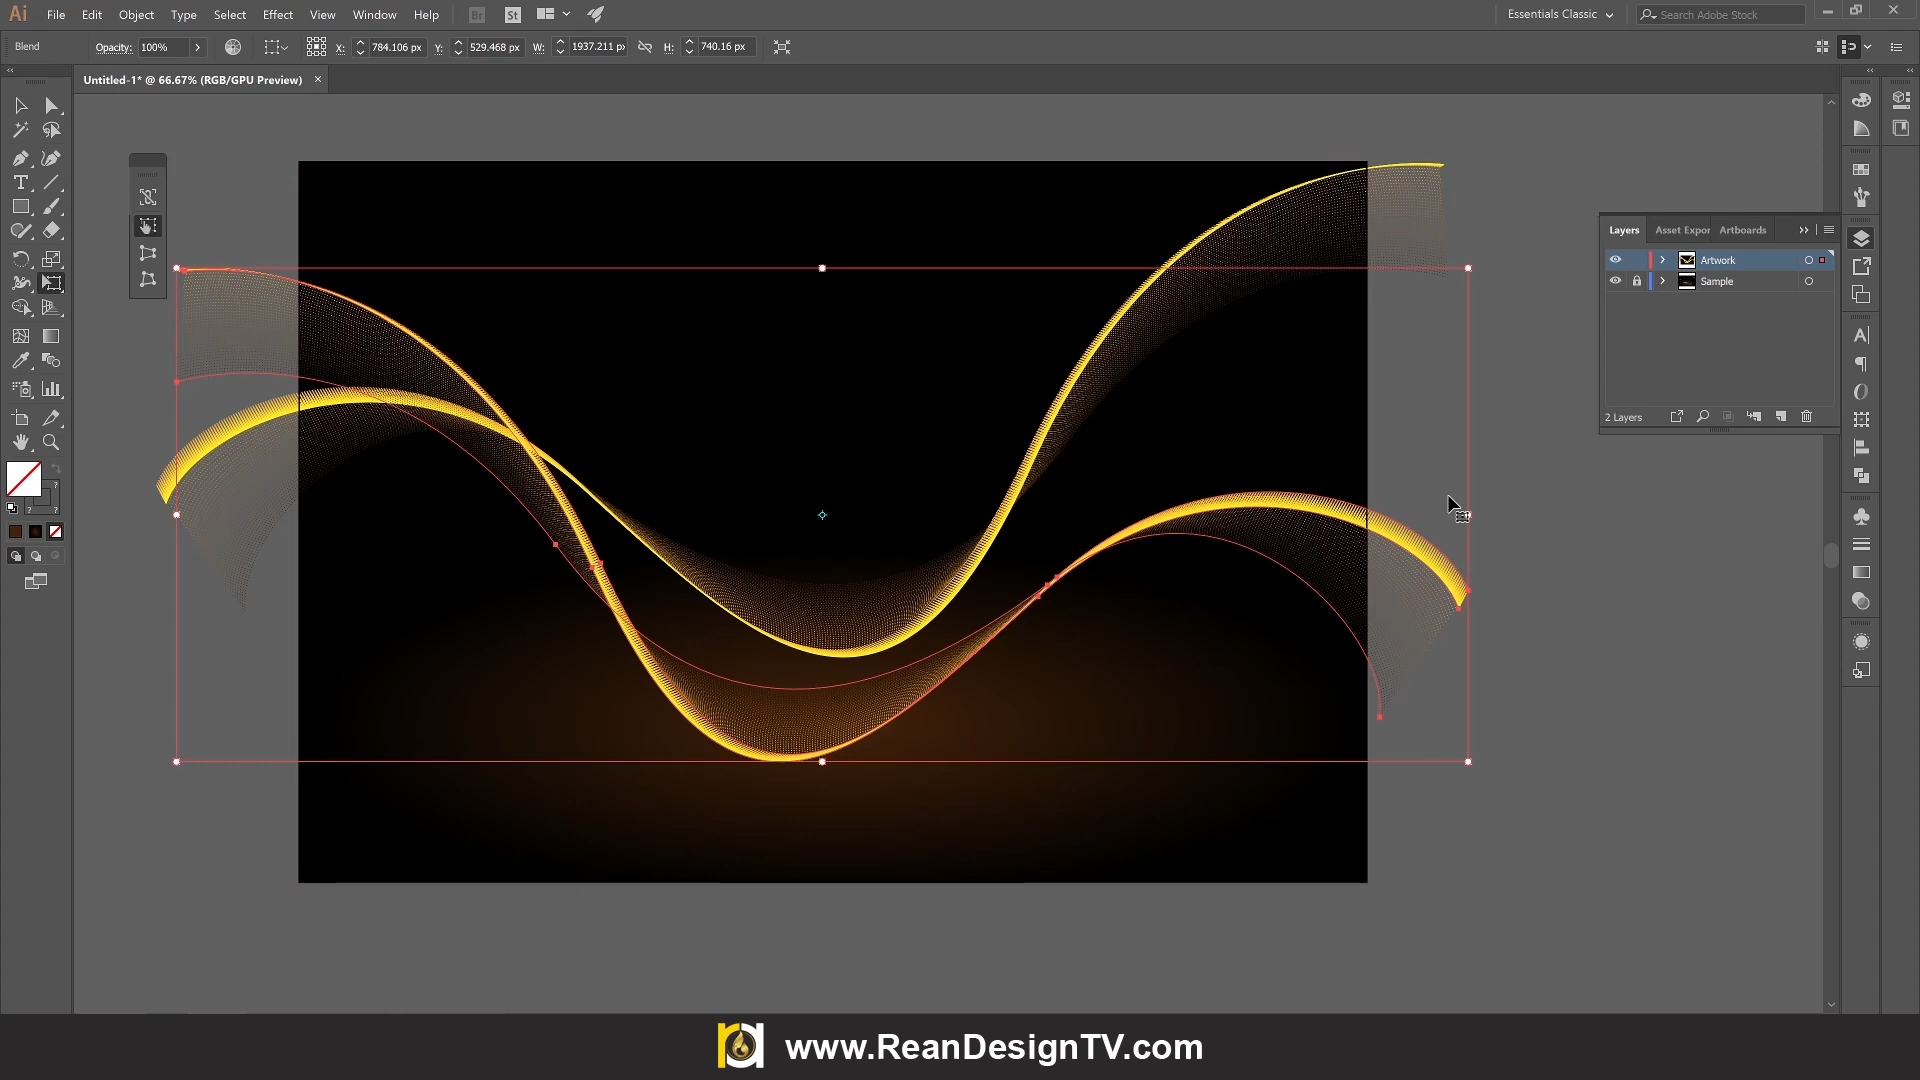 Ai File Edit Object Type Select Effect View Window Help Br St Essentials Classic Search Adobe Stock
Blend Opacity: 100% X: 784.106 px Y: 529.468 px W: 1937.211 px H: 740.16 px
Untitled-1* @ 66.67% (RGB/GPU Preview)
Layers Asset Expor Artboards
Artwork
Sample
2 Layers
www.ReanDesignTV.com